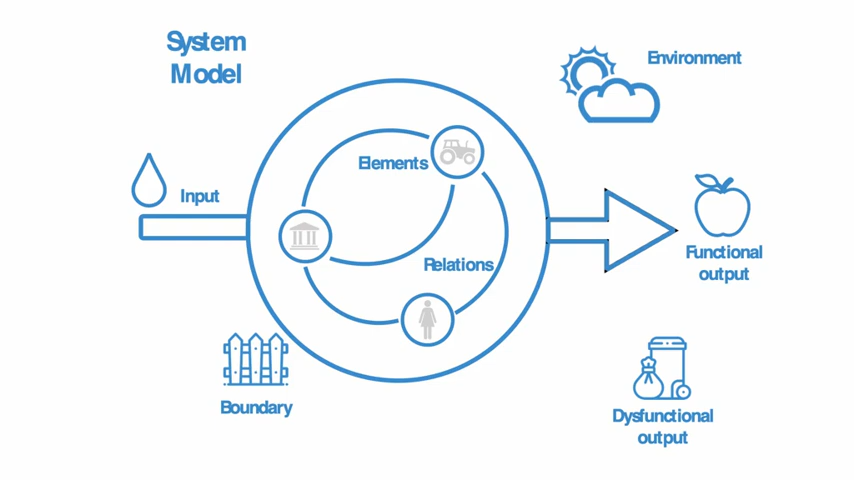 System
Model
Environment
Elements
Input
Relations
Functional
output
Boundary
Dysfunctional
output